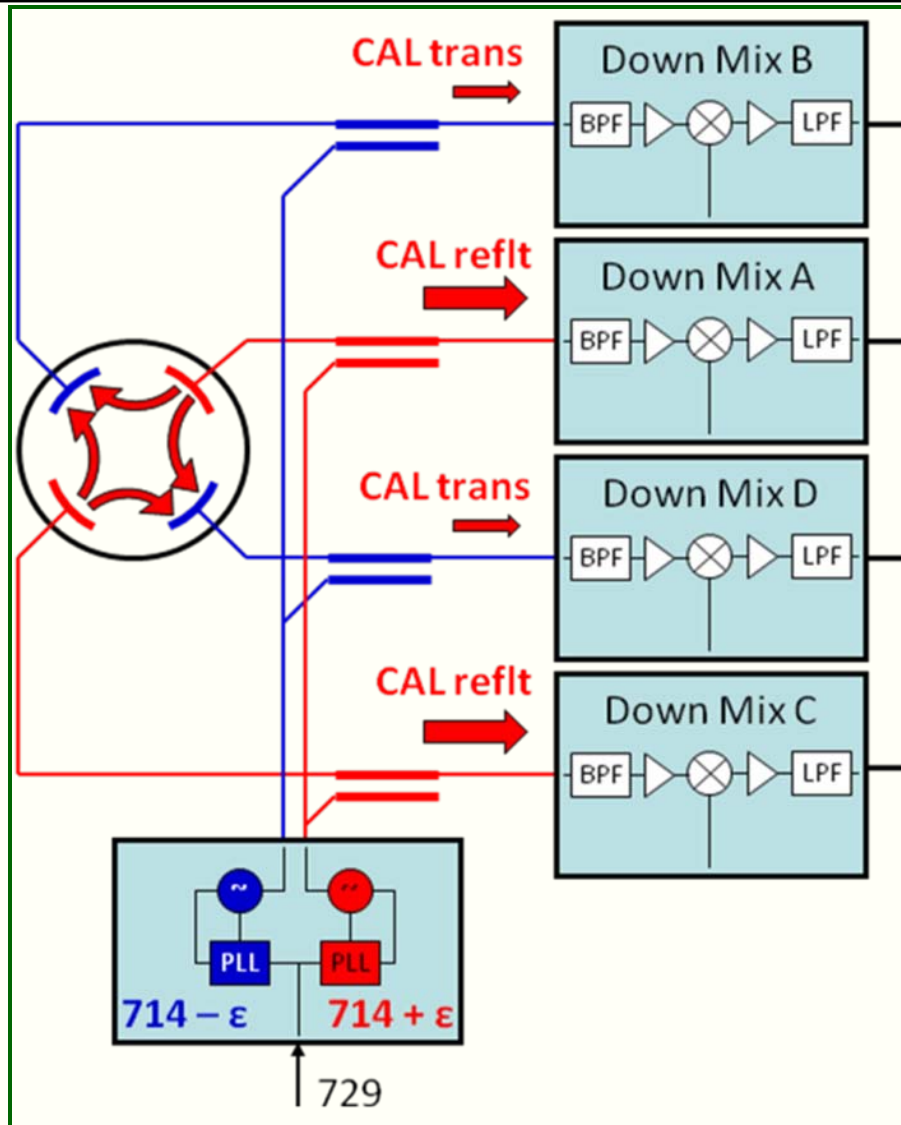 CAL trans
Down Mix B
BPF
LPF
CAL reflt
Down Mix A
BPF
LPF
CAL trans
Down Mix D
BPF
LPF
CAL reflt
Down Mix C
BPF
LPF
~
~
PLL
PLL
714 – ε
714 + ε
729